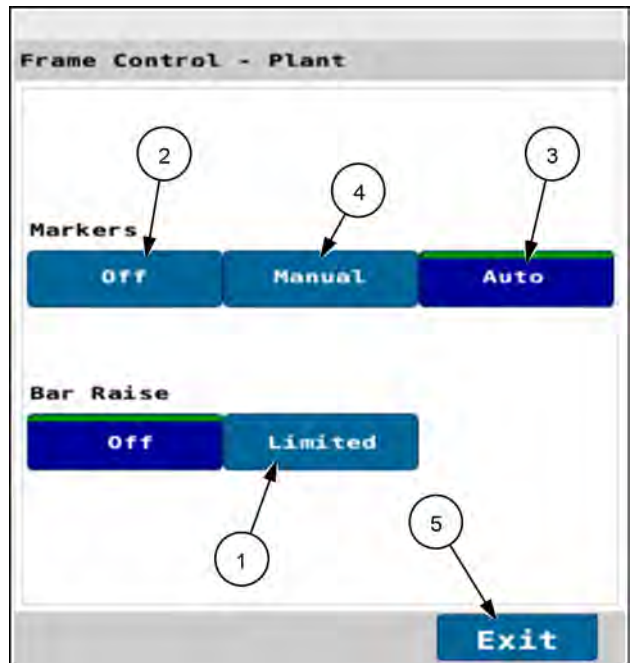 Frame Control - Plant
2
3
4
Markers
Off Manual Auto
Bar Raise
Off Limited
5
1
Exit